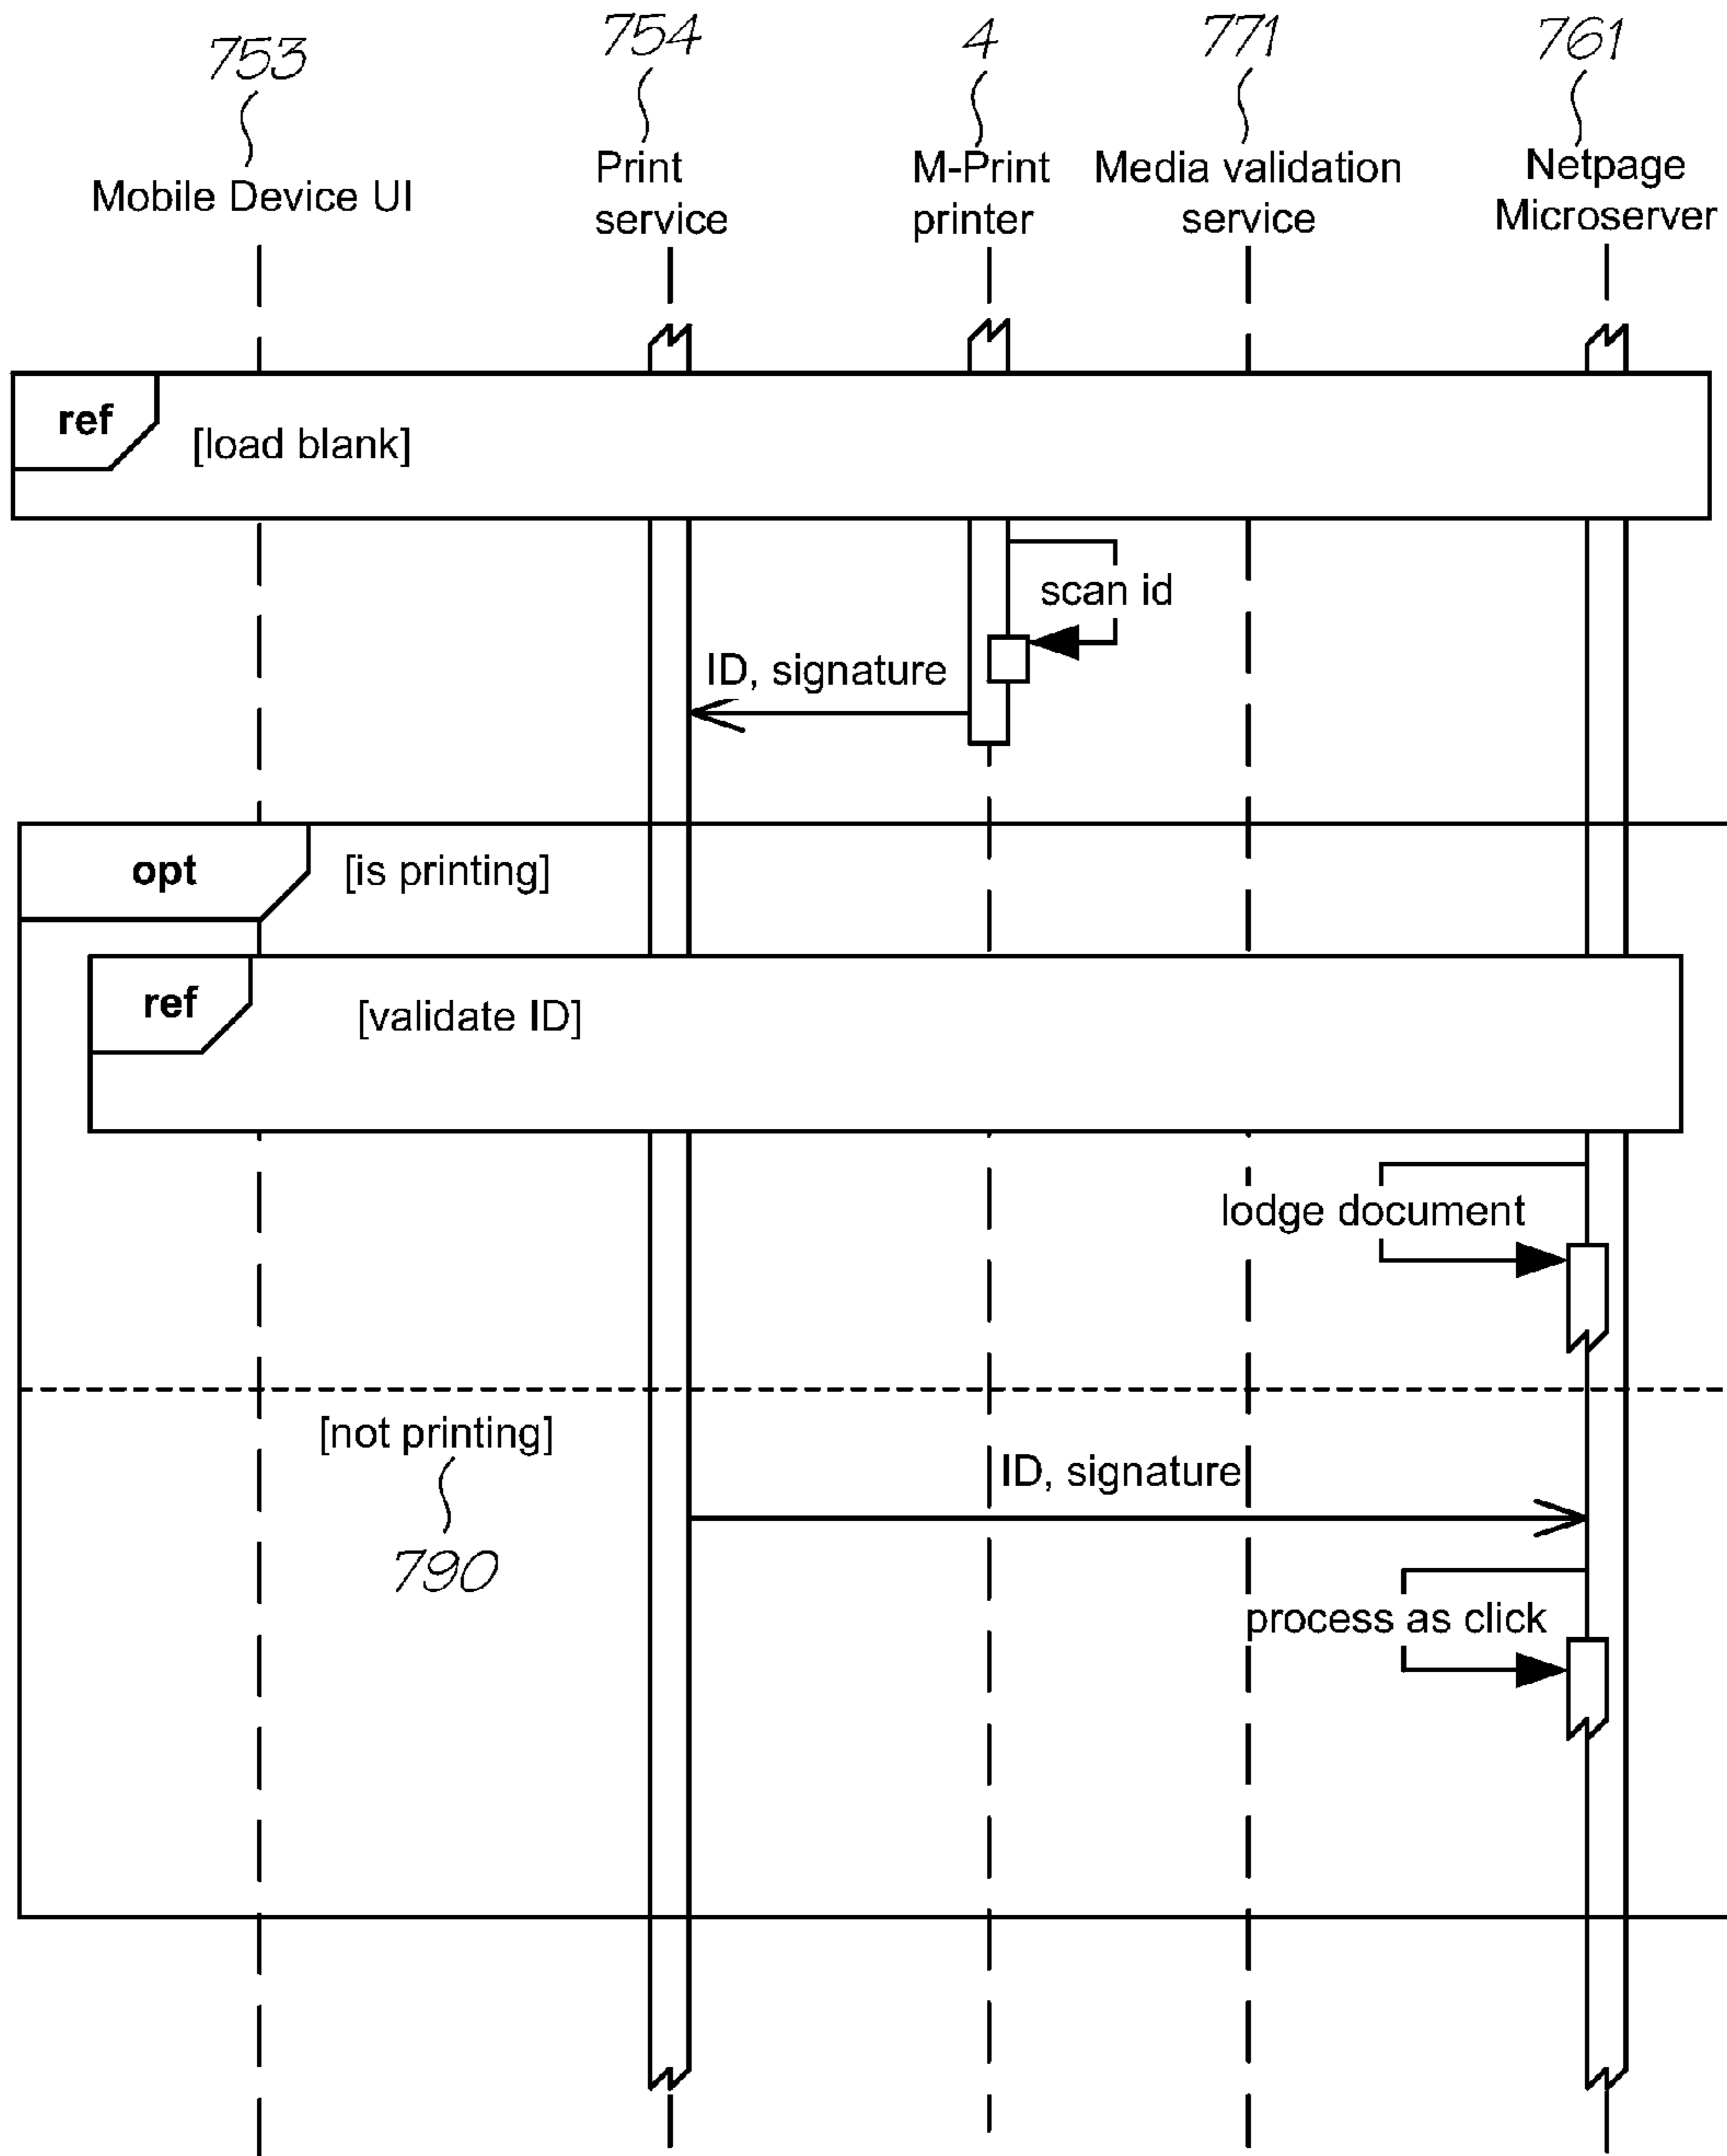 753
754
4
771
761
Mobile Device UI
Print
service
M-Print
printer
Media validation
service
Netpage
Microserver
ref
[load blank]
scan id
ID, signature
opt
[is printing]
ref
[validate ID]
lodge document
[not printing]
ID, signature
790
process as click